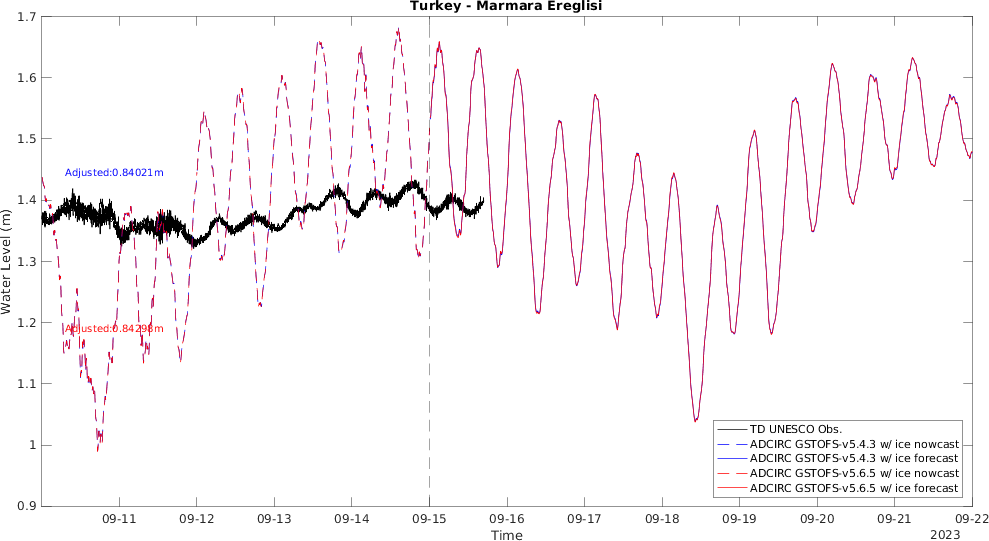 Turkey - Marmara Ereglisi
1.7
1.6
1.5
1.4
1.3
1.2
1.1
1
0.9
Water Level (m)
Adjusted:0.84021m
Adjusted:0.84298m
TD UNESCO Obs.
ADCIRC GSTOFS-v5.4.3 w/ ice nowcast
ADCIRC GSTOFS-v5.4.3 w/ ice forecast
ADCIRC GSTOFS-v5.6.5 w/ ice nowcast
ADCIRC GSTOFS-v5.6.5 w/ ice forecast
09-11 09-12 09-13 09-14 09-15 09-16 09-17 09-18 09-19 09-20 09-21 09-22
Time
2023